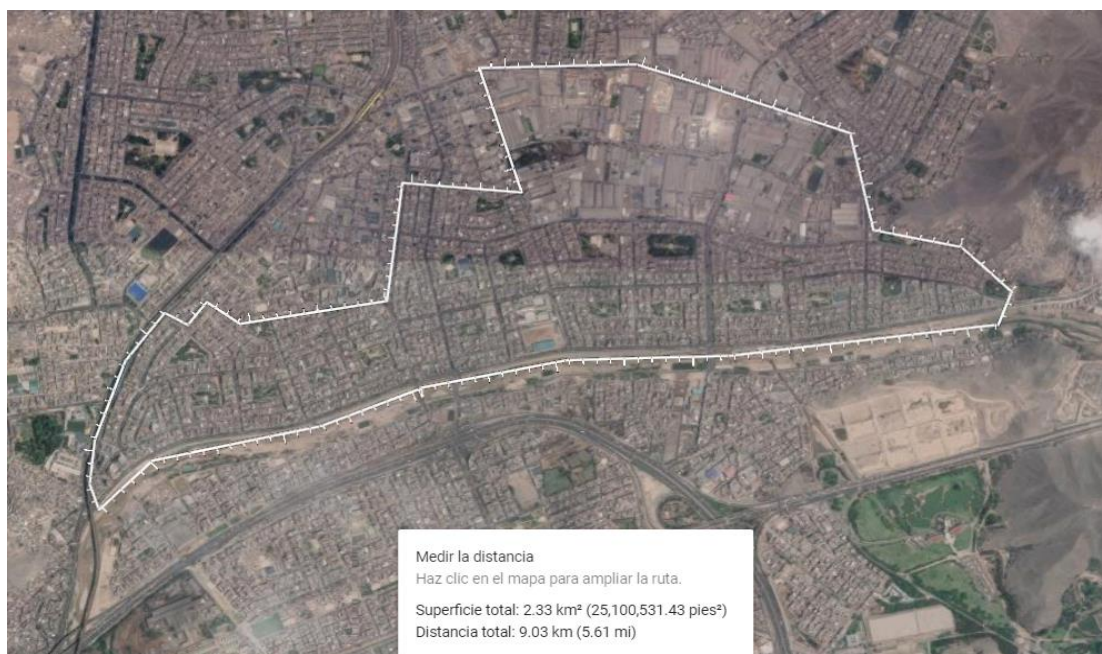 Medir la distancia
Haz clic en el mapa para ampliar la ruta.
Superficie total: 2.33 km² (25,100,531.43 pies²)
Distancia total: 9.03 km (5.61 mi)